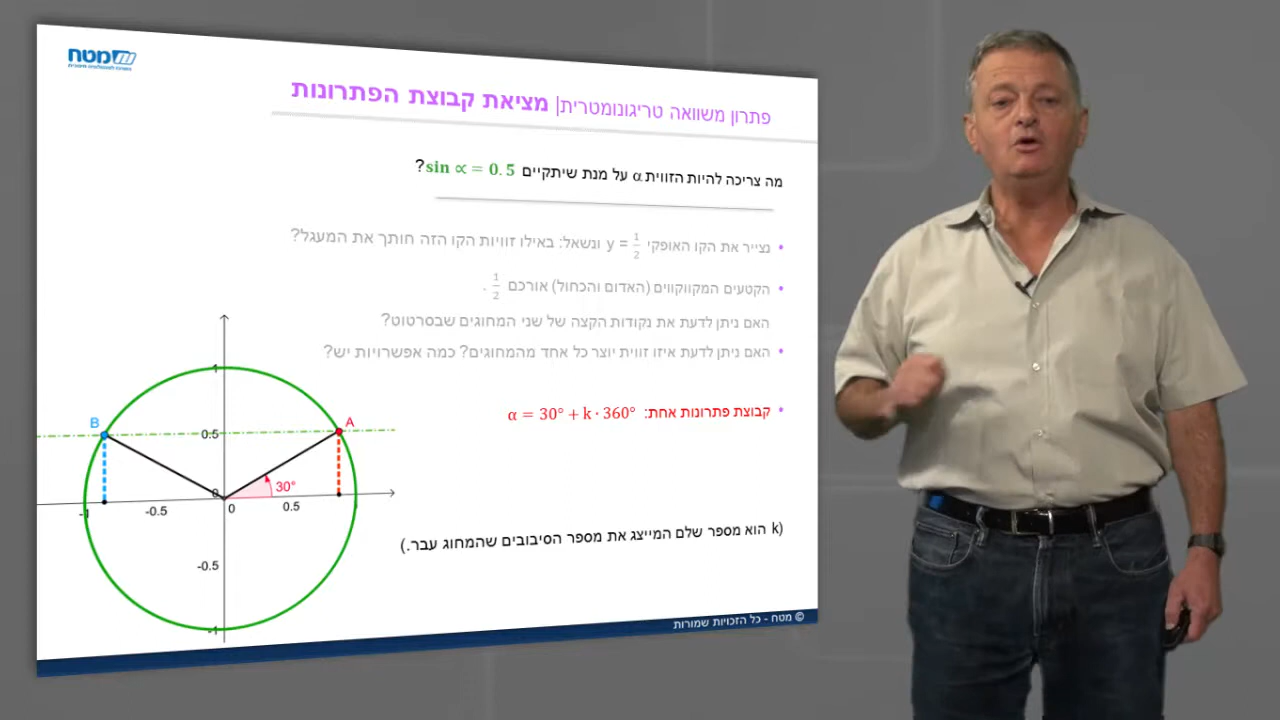 מטח
פתרון משוואה טריגונומטרית| מציאת קבוצת הפתרונות
מה צריכה להיות הזווית α על מנת שיתקיים sin ∝ = 0.5?
נצייר את הקו האופקי y = 1/2 ונשאל: באילו זוויות הקו הזה חותך את המעגל?
הקטעים המקווקווים (האדום והכחול) אורכם 1/2 .
האם ניתן לדעת את נקודות הקצה של שני המחוגים שבסרטוט?
האם ניתן לדעת איזו זווית יוצר כל אחד מהמחוגים? כמה אפשרויות יש?
קבוצת פתרונות אחת: α = 30° + k · 360°
(k הוא מספר שלם המייצג את מספר הסיבובים שהמחוג עבר.)
1
B
A
0.5
30°
0
-1
-0.5
0
0.5
-0.5
-1
© מטח - כל הזכויות שמורות